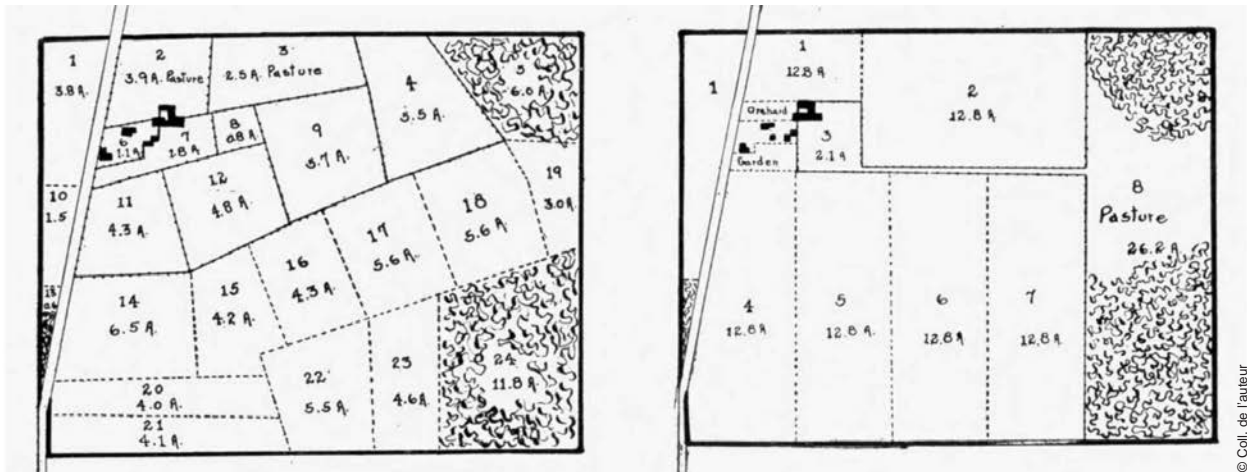 1
3.8 A.
2
3.9 A. Pasture
3
2.5 A. Pasture
4
5.5 A.
5
6.0 A.
6
1.1 A.
7
1.8 A.
8
0.8 A.
9
3.7 A.
10
1.5
11
4.3 A.
12
4.8 A.
13
14
6.5 A.
15
4.2 A.
16
4.3 A.
17
5.6 A.
18
5.6 A.
19
3.0 A.
20
4.0 A.
21
4.1 A.
22
5.5 A.
23
4.6 A.
24
11.8 A.
1
12.8 A.
1
2
12.8 A.
Orchard
3
2.1 A
Garden
4
12.8 A.
5
12.8 A.
6
12.8 A.
7
12.8 A.
8
Pasture
26.2 A
© Coll. de l'auteur